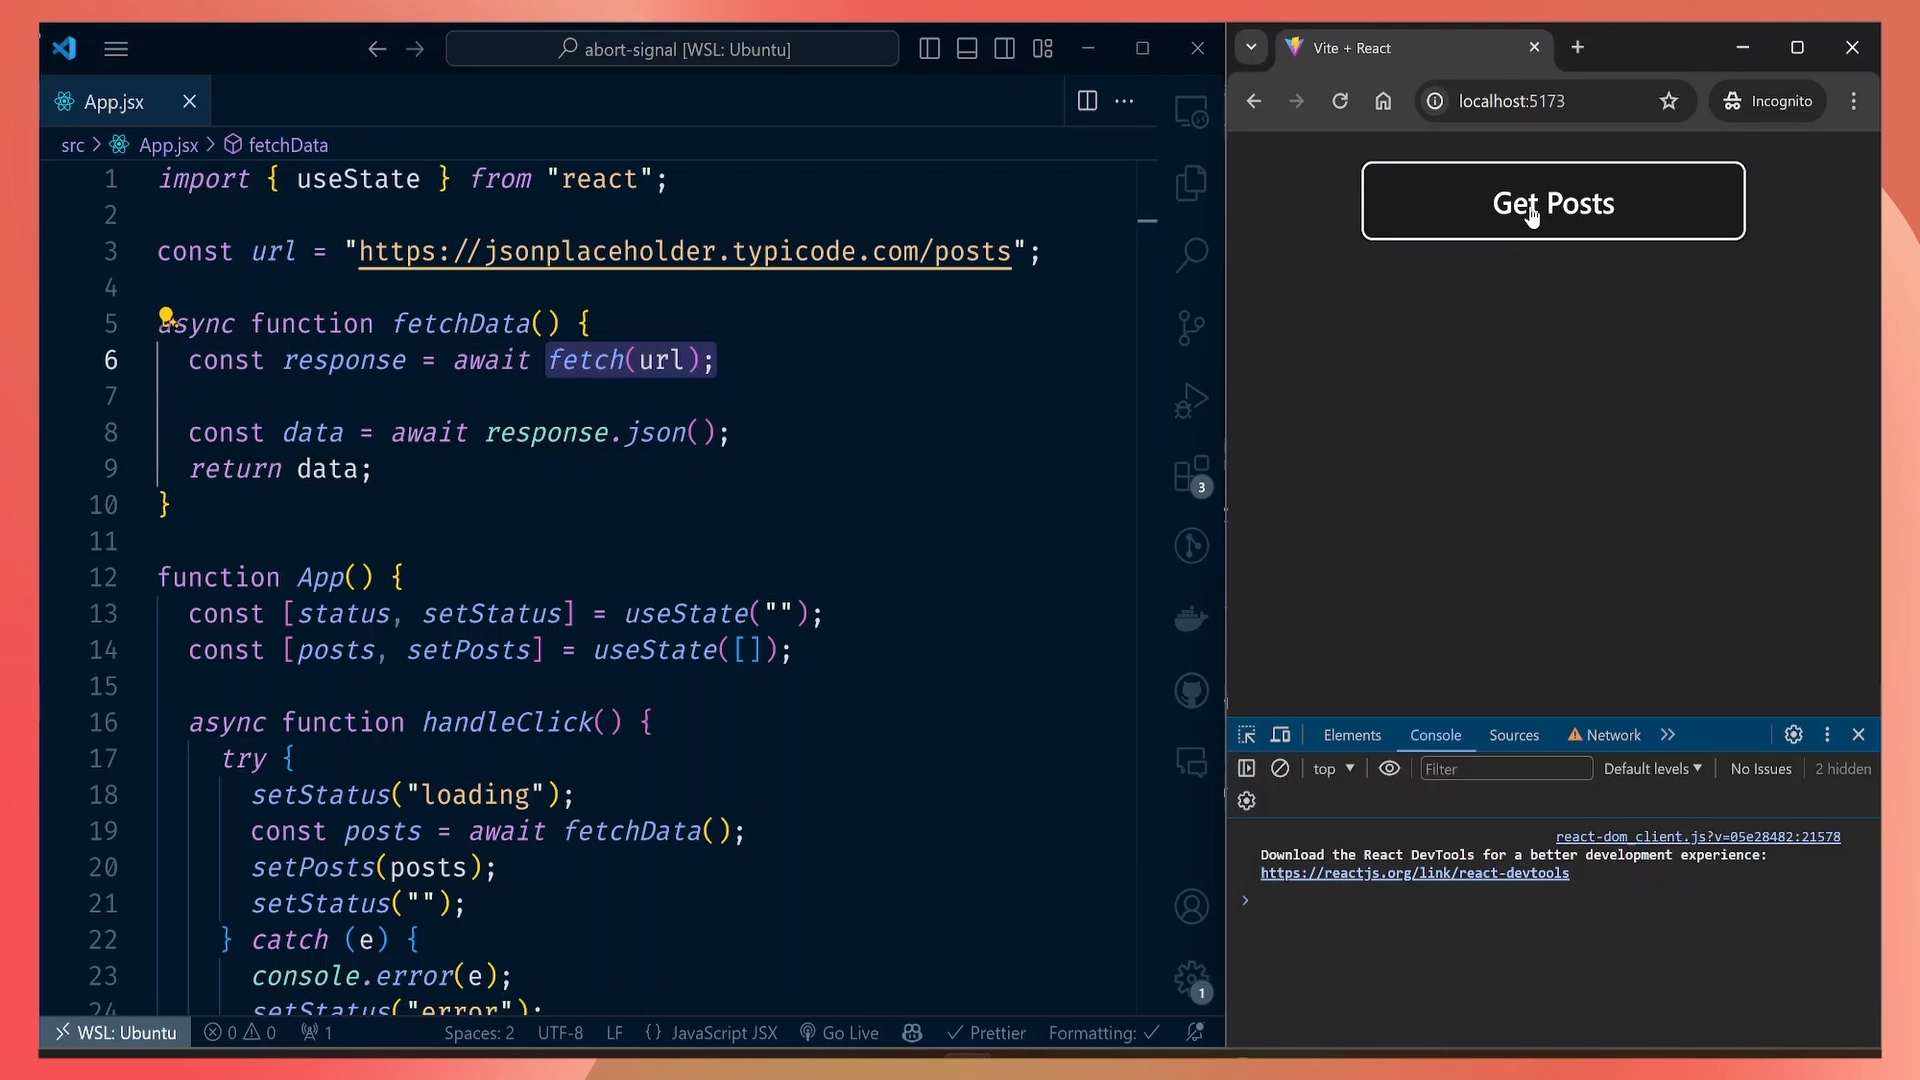 abort-signal [WSL: Ubuntu]
App.jsx
src > App.jsx > fetchData
1 import { useState } from "react";
2
3 const url = "https://jsonplaceholder.typicode.com/posts";
4
5 async function fetchData() {
6 const response = await fetch(url);
7
8 const data = await response.json();
9 return data;
10 }
11
12 function App() {
13 const [status, setStatus] = useState("");
14 const [posts, setPosts] = useState([]);
15
16 async function handleClick() {
17 try {
18 setStatus("loading");
19 const posts = await fetchData();
20 setPosts(posts);
21 setStatus("");
22 } catch (e) {
23 console.error(e);
24 setStatus("error");
3
1
WSL: Ubuntu 0 0 1 Spaces: 2 UTF-8 LF {} JavaScript JSX Go Live Prettier Formatting:
Vite + React
localhost:5173 Incognito
Get Posts
Elements Console Sources Network
top Filter Default levels No Issues 2 hidden
react-dom_client.js?v=05e28482:21578
Download the React DevTools for a better development experience:
https://reactjs.org/link/react-devtools